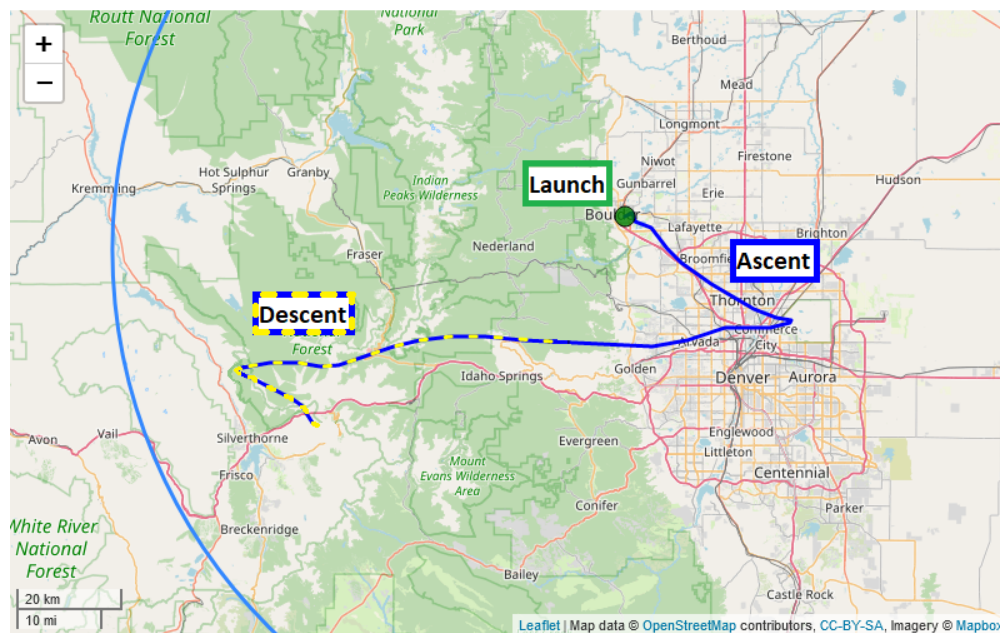 Routt National
Forest
National
Park
+
−
Berthoud
Mead
Longmont
Niwot
Firestone
Hudson
Hot Sulphur
Springs
Granby
Kremmling
Indian
Peaks Wilderness
Launch
Gunbarrel
Erie
Boulder
Lafayette
Brighton
Nederland
Fraser
Broomfie
Ascent
Thornton
Descent
Forest
Commerce
City
Arvada
Golden
Idaho Springs
Denver
Aurora
Avon
Vail
Silverthorne
Evergreen
Englewood
Littleton
Frisco
Mount
Evans Wilderness
Area
Centennial
Conifer
Parker
White River
National
Forest
Breckenridge
Bailey
Castle Rock
20 km
10 mi
Leaflet | Map data © OpenStreetMap contributors, CC-BY-SA, Imagery © Mapbox